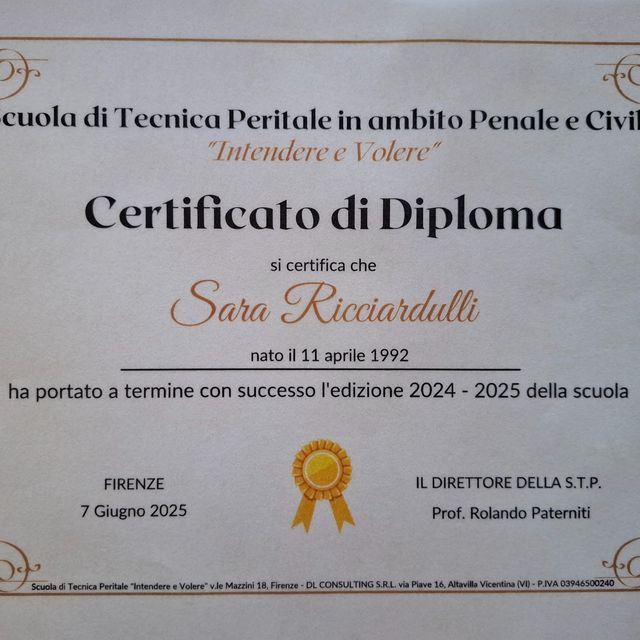 Scuola di Tecnica Peritale in ambito Penale e Civil
"Intendere e Volere"
Certificato di Diploma
si certifica che
Sara Ricciardulli
nato il 11 aprile 1992
ha portato a termine con successo l'edizione 2024 - 2025 della scuola
FIRENZE
7 Giugno 2025
IL DIRETTORE DELLA S.T.P.
Prof. Rolando Paterniti
Scuola di Tecnica Peritale "Intendere e Volere" v.le Mazzini 18, Firenze - DL CONSULTING S.R.L. via Piave 16, Altavilla Vicentina (VI) - P.IVA 03946500240